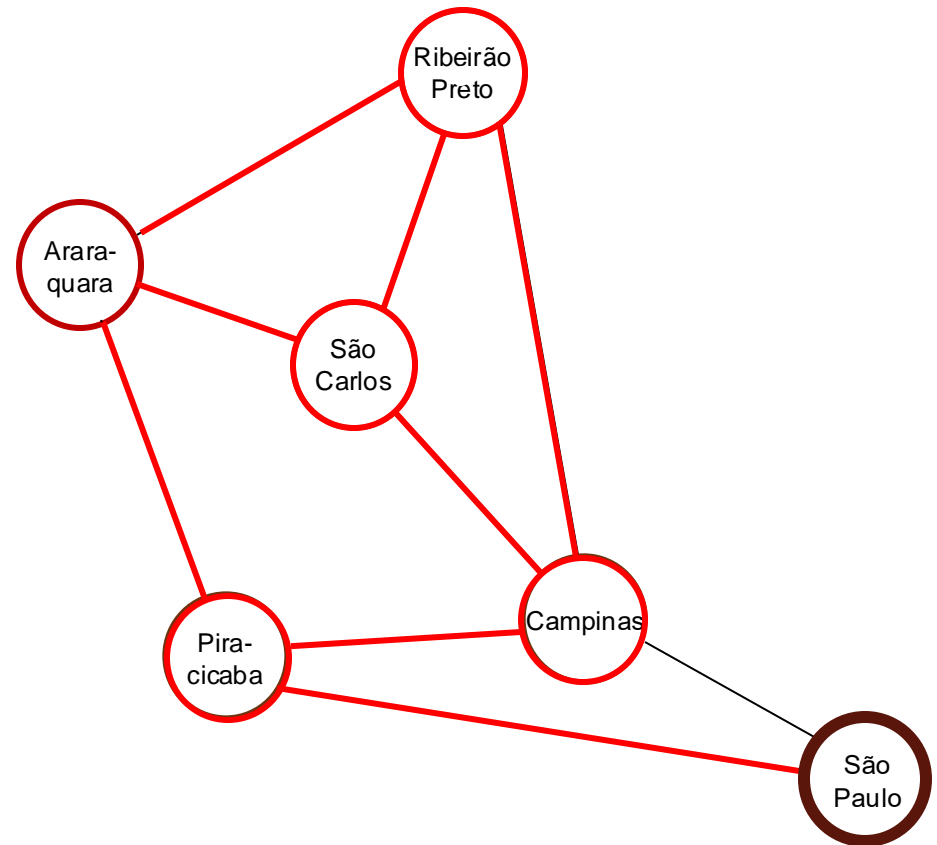 Ribeirão
Preto
Arara-
quara
São
Carlos
Campinas
Pira-
cicaba
São
Paulo